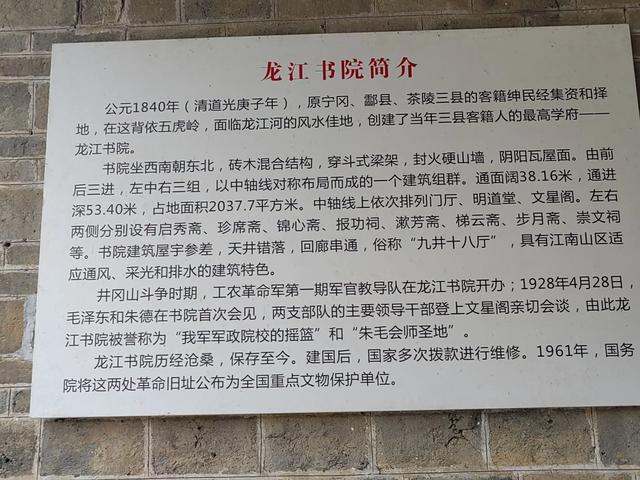 龙江书院简介
公元1840年（清道光庚子年），原宁冈、酃县、茶陵三县的客籍绅民经集资和择
地，在这背依五虎岭，面临龙江河的风水佳地，创建了当年三县客籍人的最高学府——
龙江书院。
书院坐西南朝东北，砖木混合结构，穿斗式梁架，封火硬山墙，阴阳瓦屋面。由前
后三进，左中右三组，以中轴线对称布局而成的一个建筑组群。通面阔38.16米，通进
深53.40米，占地面积2037.7平方米。中轴线上依次排列门厅、明道堂、文星阁。左右
两侧分别设有启秀斋、珍席斋、锦心斋、报功祠、漱芳斋、梯云斋、步月斋、崇文祠
等。书院建筑屋宇参差，天井错落，回廊串通，俗称“九井十八厅”，具有江南山区适
应通风、采光和排水的建筑特色。
井冈山斗争时期，工农革命军第一期军官教导队在龙江书院开办；1928年4月28日，
毛泽东和朱德在书院首次会见，两支部队的主要领导干部登上文星阁亲切会谈，由此龙
江书院被誉称为“我军军政院校的摇篮”和“朱毛会师圣地”。
龙江书院历经沧桑，保存至今。建国后，国家多次拨款进行维修。1961年，国务
院将这两处革命旧址公布为全国重点文物保护单位。